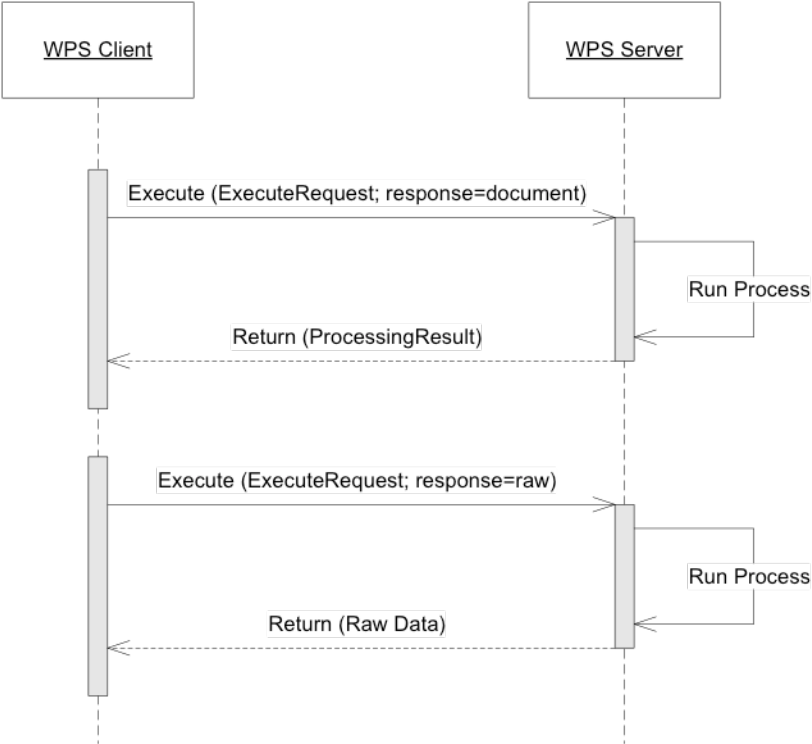 WPS Client
WPS Server
Execute (ExecuteRequest; response=document)
Run Process
Return (ProcessingResult)
Execute (ExecuteRequest; response=raw)
Run Process
Return (Raw Data)